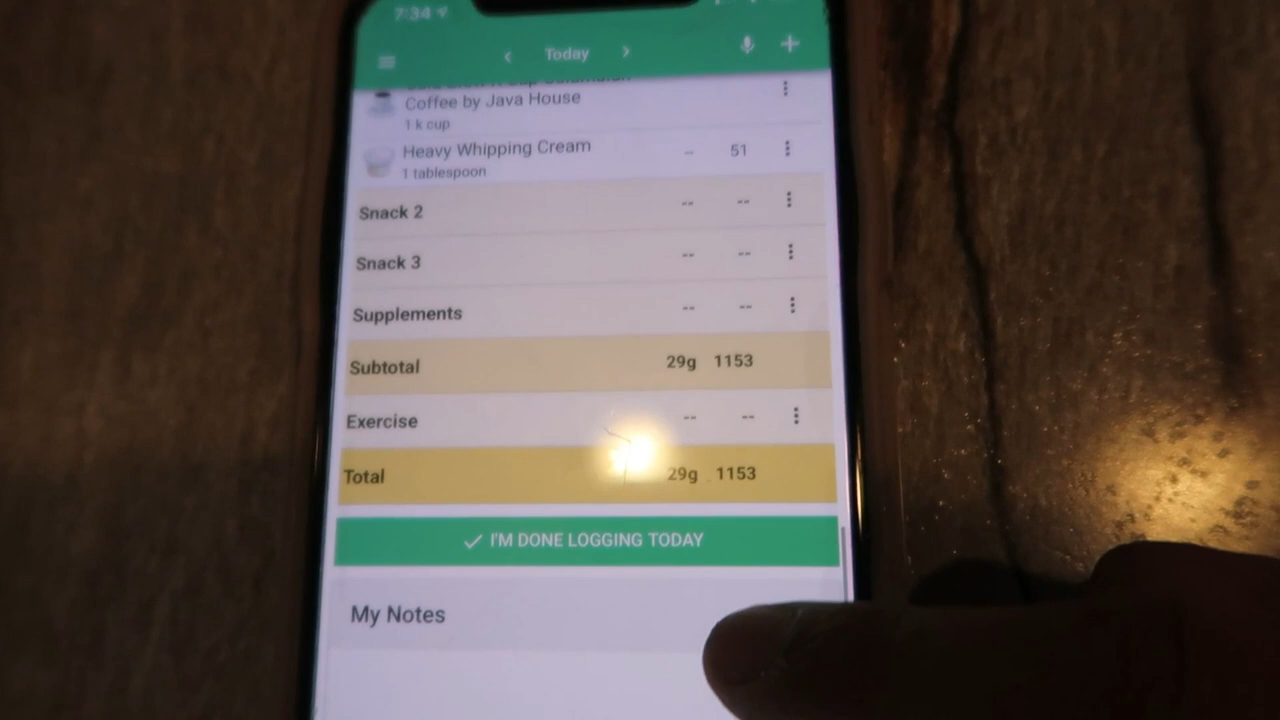 7:34
Today
Coffee by Java House
1 k cup
Heavy Whipping Cream -- 51
1 tablespoon
Snack 2 -- --
Snack 3 -- --
Supplements -- --
Subtotal 29g 1153
Exercise -- --
Total 29g 1153
I'M DONE LOGGING TODAY
My Notes